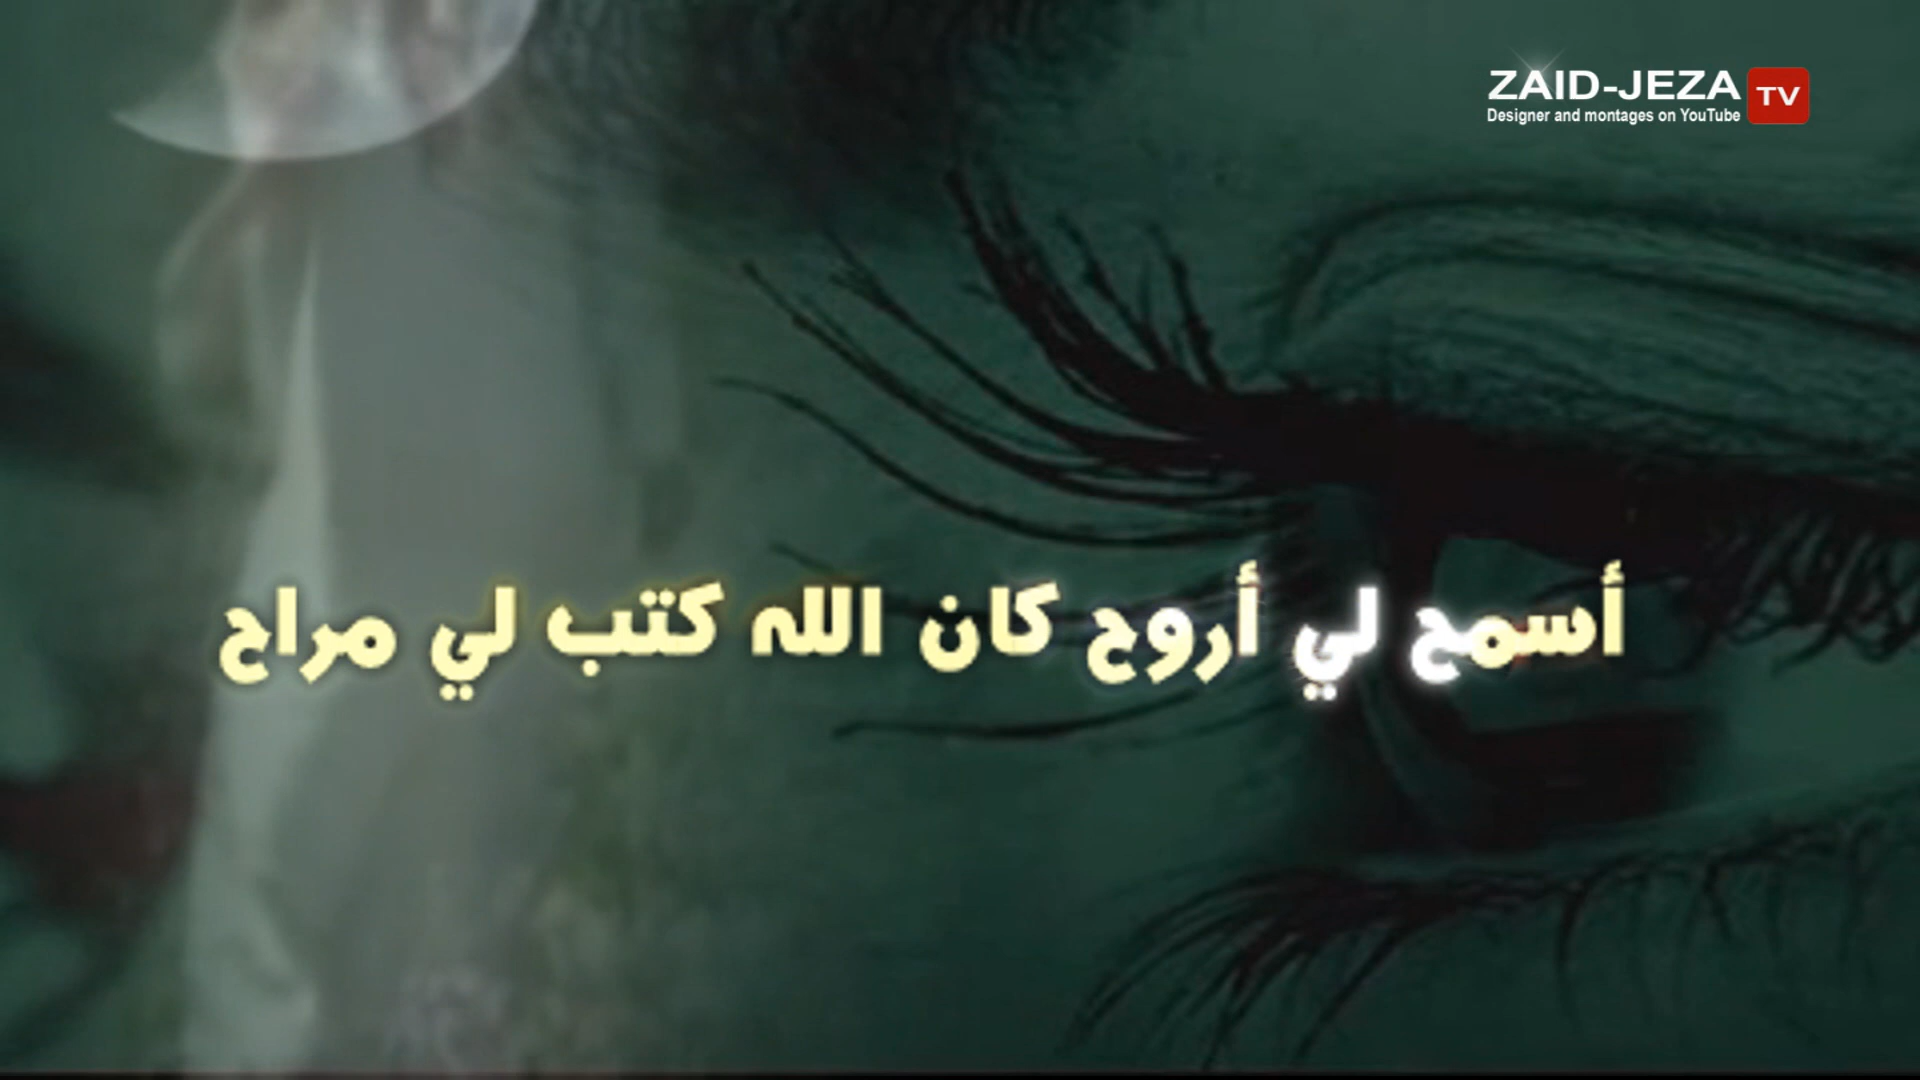 ZAID-JEZA TV
Designer and montages on YouTube
أسمح لي أروح كان الله كتب لي مراح